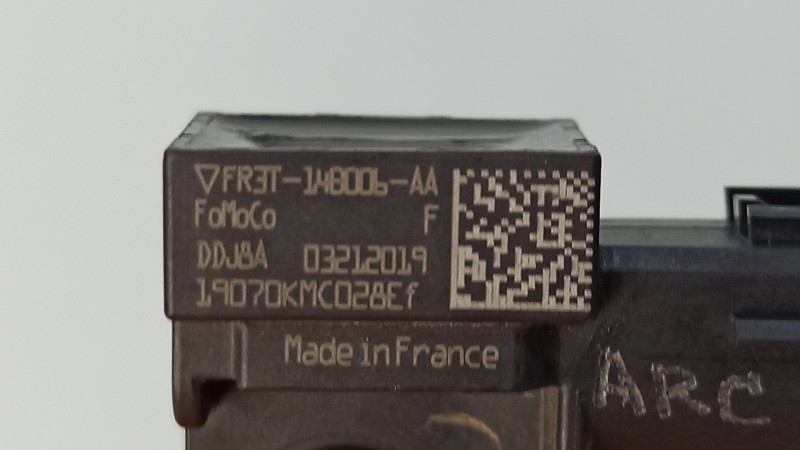 ▽FR3T-14B006-AA
FoMoCo F
DDJ8A 03212019
19070KMC028Ef
Made in France
ARC